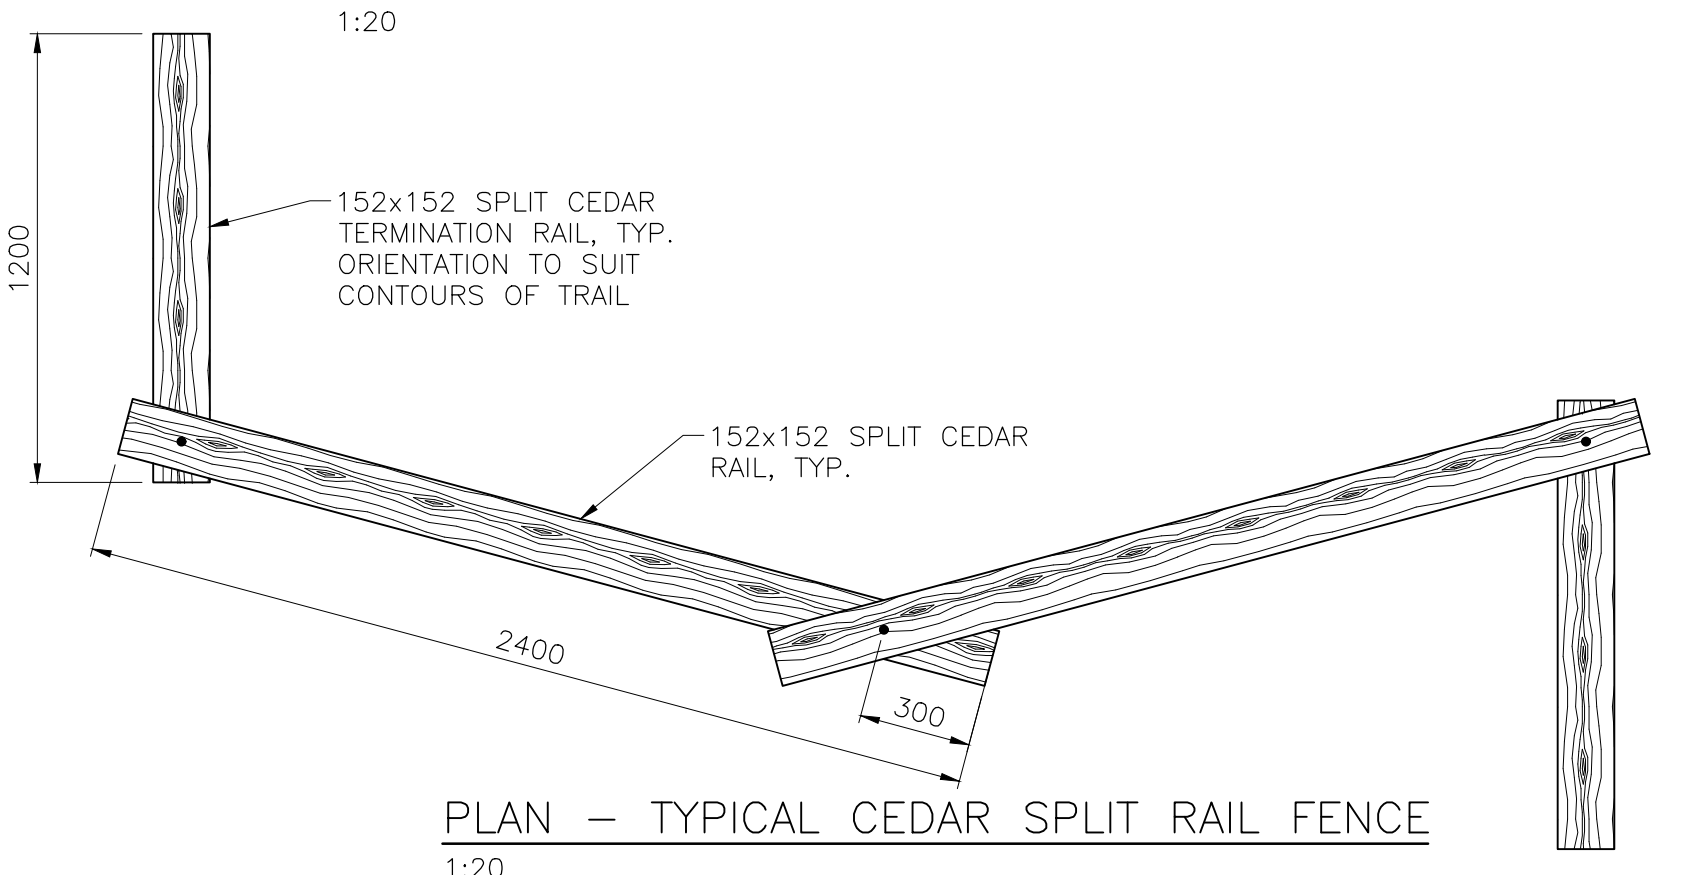 1:20
1200
152x152 SPLIT CEDAR
TERMINATION RAIL, TYP.
ORIENTATION TO SUIT
CONTOURS OF TRAIL
152x152 SPLIT CEDAR
RAIL, TYP.
2400
300
PLAN – TYPICAL CEDAR SPLIT RAIL FENCE
1:20